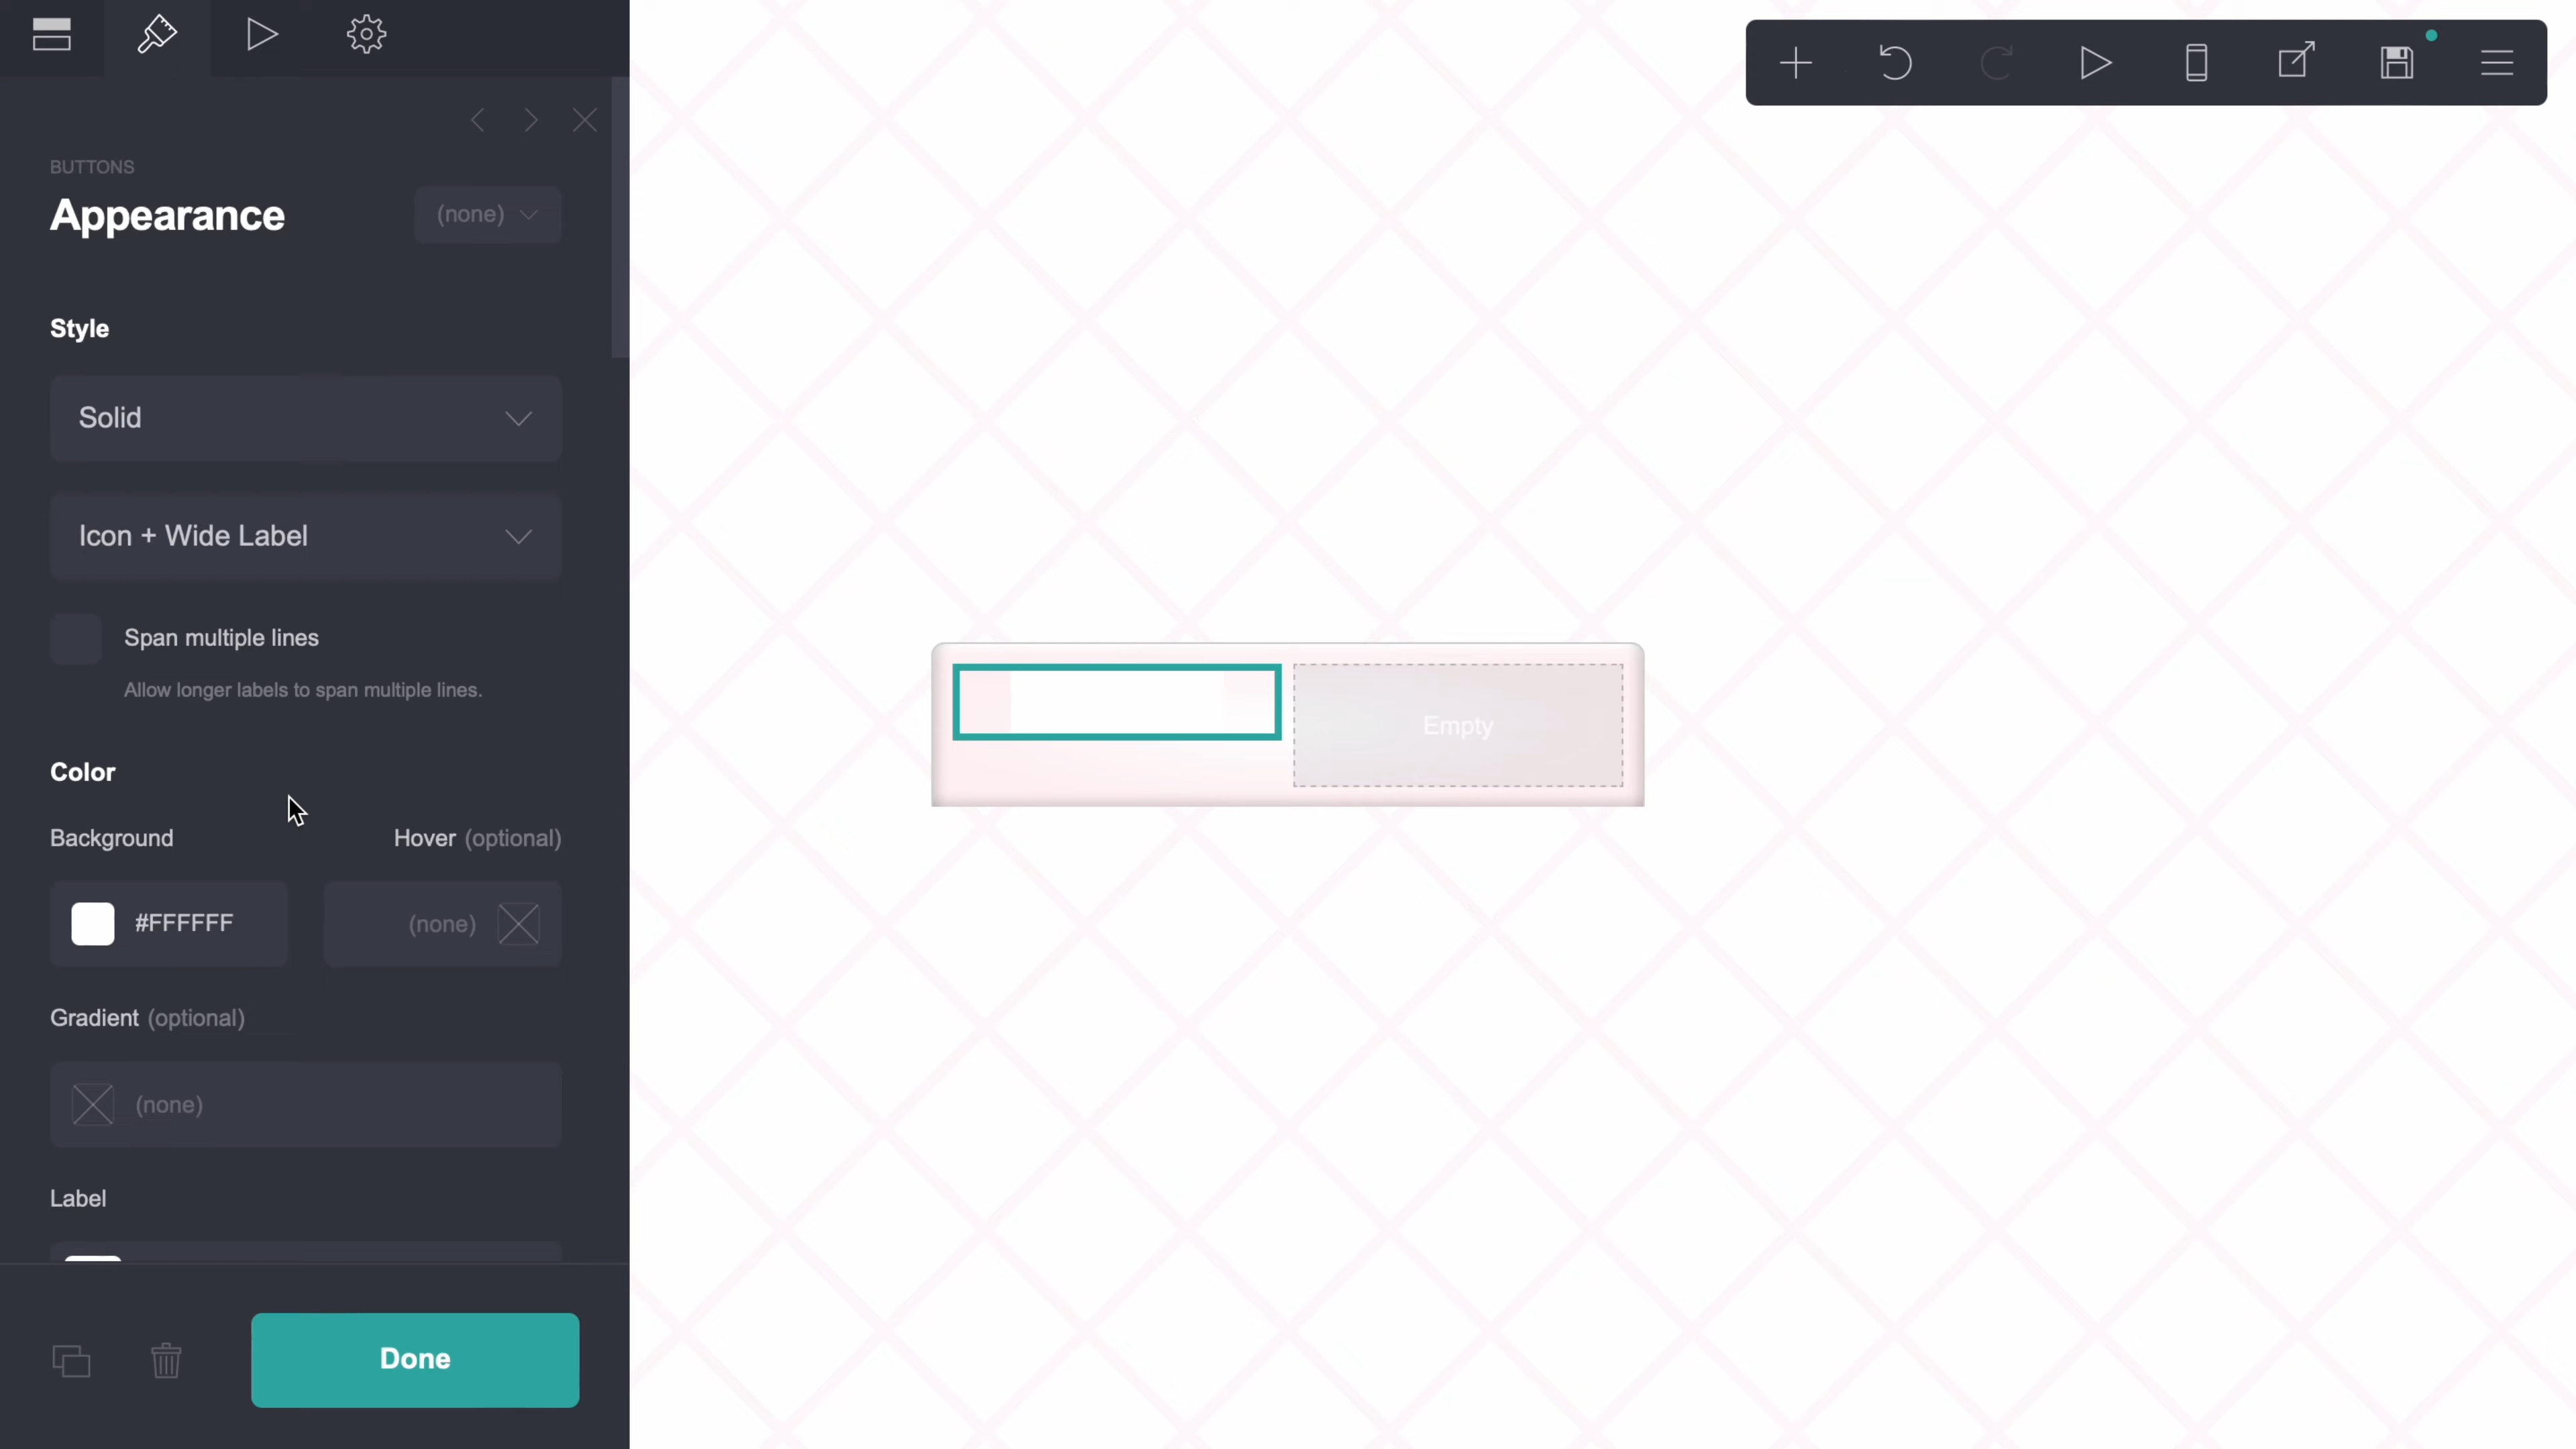 BUTTONS
Appearance
(none)
Style
Solid
Icon + Wide Label
Span multiple lines
Allow longer labels to span multiple lines.
Color
Background
Hover (optional)
#FFFFFF
(none)
Gradient (optional)
(none)
Label
Done
Empty